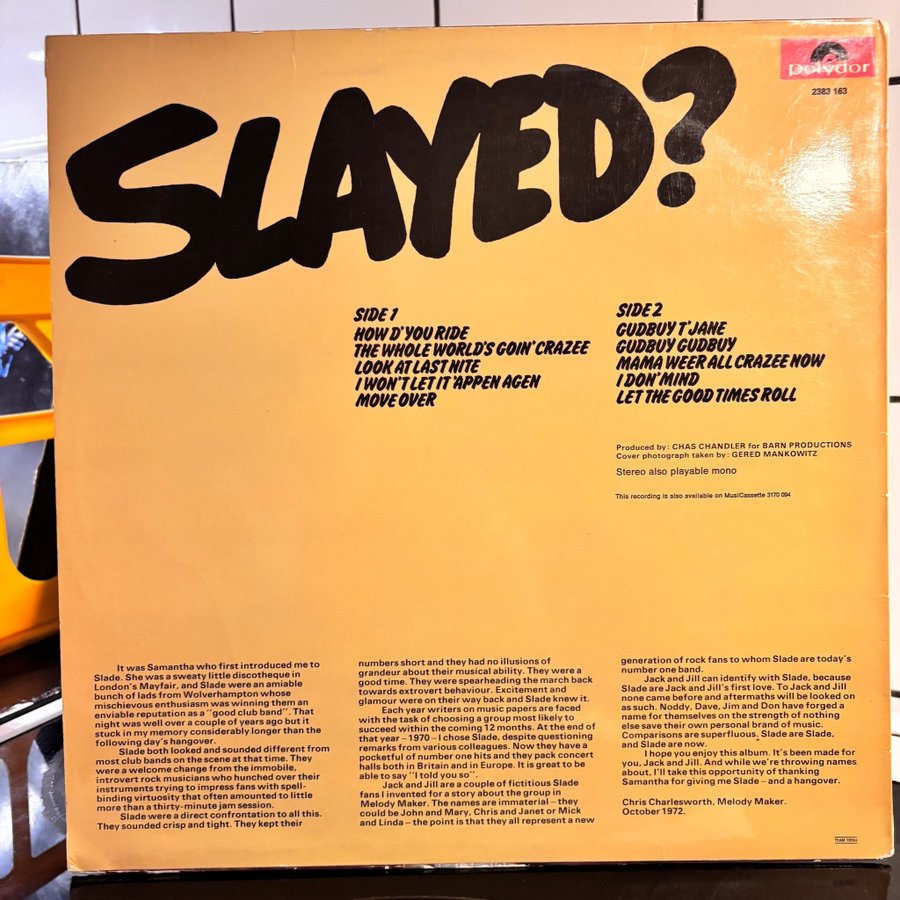 SLAYED?
polydor
2383 163
SIDE 1
HOW D'YOU RIDE
THE WHOLE WORLD'S GOIN' CRAZEE
LOOK AT LAST NITE
I WON'T LET IT 'APPEN AGEN
MOVE OVER
SIDE 2
GUDBUY T'JANE
GUDBUY GUDBUY
MAMA WEER ALL CRAZEE NOW
I DON' MIND
LET THE GOOD TIMES ROLL
Produced by: CHAS CHANDLER for BARN PRODUCTIONS
Cover photograph taken by: GERED MANKOWITZ
Stereo also playable mono
This recording is also available on MusiCassette 3170 094
It was Samantha who first introduced me to
Slade. She was a sweaty little discotheque in
London's Mayfair, and Slade were an amiable
bunch of lads from Wolverhampton whose
mischievous enthusiasm was winning them an
enviable reputation as a "good club band". That
night was well over a couple of years ago but it
stuck in my memory considerably longer than the
following day's hangover.
Slade both looked and sounded different from
most club bands on the scene at that time. They
were a welcome change from the immobile,
introvert rock musicians who hunched over their
instruments trying to impress fans with spell-
binding virtuosity that often amounted to little
more than a thirty-minute jam session.
Slade were a direct confrontation to all this.
They sounded crisp and tight. They kept their
numbers short and they had no illusions of
grandeur about their musical ability. They were a
good time. They were spearheading the march back
towards extrovert behaviour. Excitement and
glamour were on their way back and Slade knew it.
Each year writers on music papers are faced
with the task of choosing a group most likely to
succeed within the coming 12 months. At the end of
that year – 1970 – I chose Slade, despite questioning
remarks from various colleagues. Now they have a
pocketful of number one hits and they pack concert
halls both in Britain and in Europe. It is great to be
able to say "I told you so".
Jack and Jill are a couple of fictitious Slade
fans I invented for a story about the group in
Melody Maker. The names are immaterial – they
could be John and Mary, Chris and Janet or Mick
and Linda – the point is that they all represent a new
generation of rock fans to whom Slade are today's
number one band.
Jack and Jill can identify with Slade, because
Slade are Jack and Jill's first love. To Jack and Jill
none came before and aftermaths will be looked on
as such. Noddy, Dave, Jim and Don have forged a
name for themselves on the strength of nothing
else save their own personal brand of music.
Comparisons are superfluous, Slade are Slade,
and Slade are now.
I hope you enjoy this album. It's been made for
you, Jack and Jill. And while we're throwing names
about, I'll take this opportunity of thanking
Samantha for giving me Slade – and a hangover.
Chris Charlesworth, Melody Maker.
October 1972.